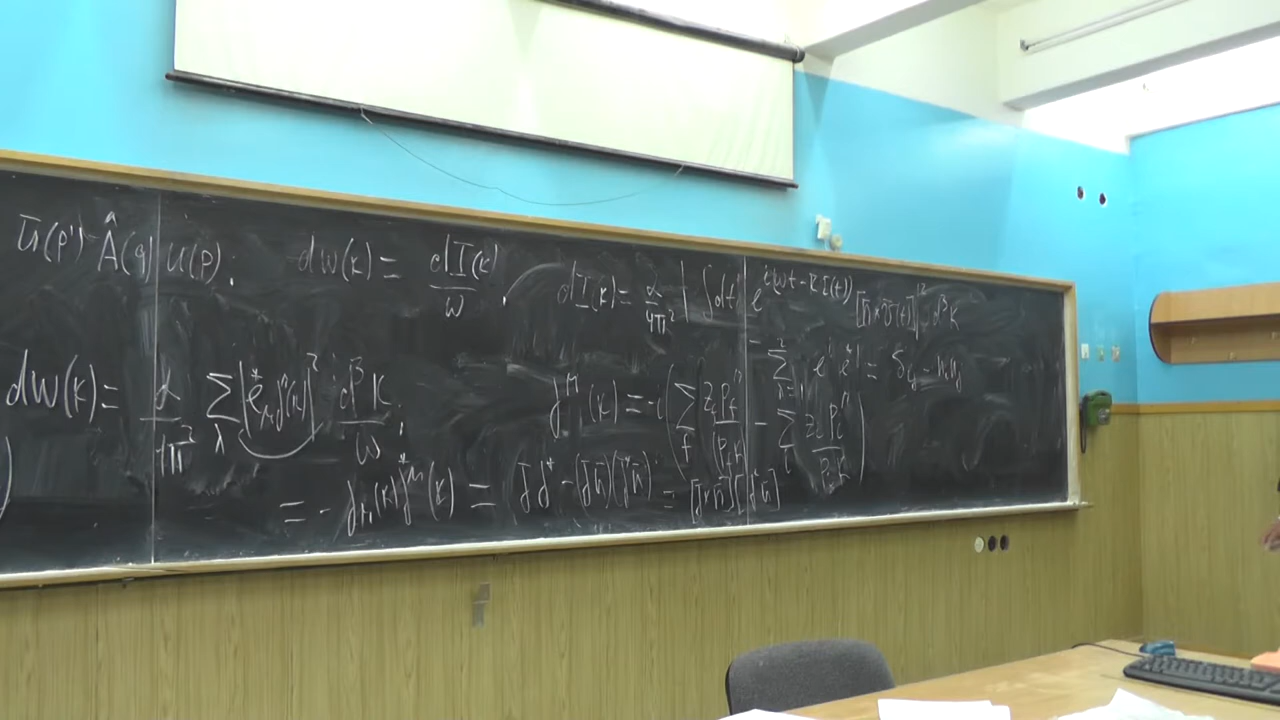 ū(p') Â(q) u(p); dw(k) = dI(k)/ω, dI(k) = α/4π² | ∫dt e^{i(ωt - k r(t))} [n̄ × v̄(t)] |² d³k
Σ_{λ=1}^{2} e^i e^{*j} = δ_{ij} - n_i n_j
dw(k) = α/4π² Σ_λ |e*_μ j^μ(k)|² d³k/ω; j^μ(k) = -i ( Σ_f z_f p_f^μ/(p_f k) - Σ_i z_i p_i^μ/(p_i k) )
= - j_μ(k) j^{*μ}(k) = j̄ j̄* - (j̄ n̄)(j̄* n̄) = [j̄ × n̄][j̄* n̄]